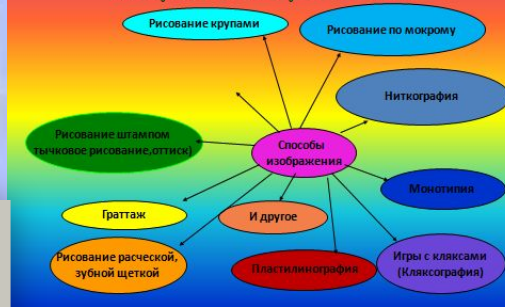 Рисование крупами
Рисование по мокрому
Ниткография
Рисование штампом
тычковое рисование,оттиск)
Способы
изображения
Монотипия
Граттаж
И другое
Рисование расческой,
зубной щеткой
Пластилинография
Игры с кляксами
(Кляксография)